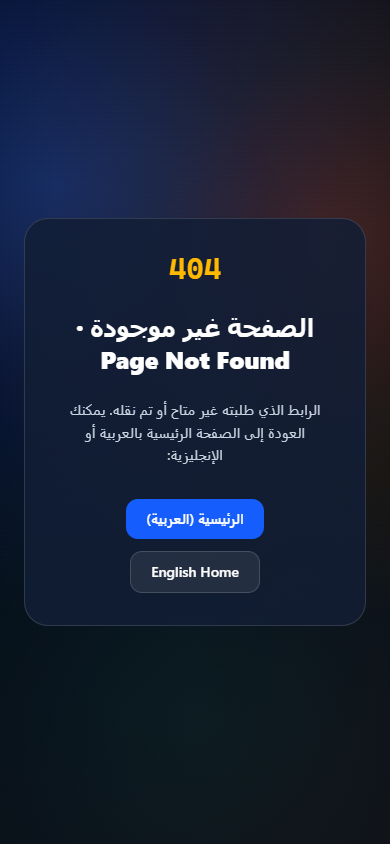 404
الصفحة غير موجودة ·
Page Not Found
الرابط الذي طلبته غير متاح أو تم نقله. يمكنك
العودة إلى الصفحة الرئيسية بالعربية أو
الإنجليزية:
الرئيسية (العربية)
English Home